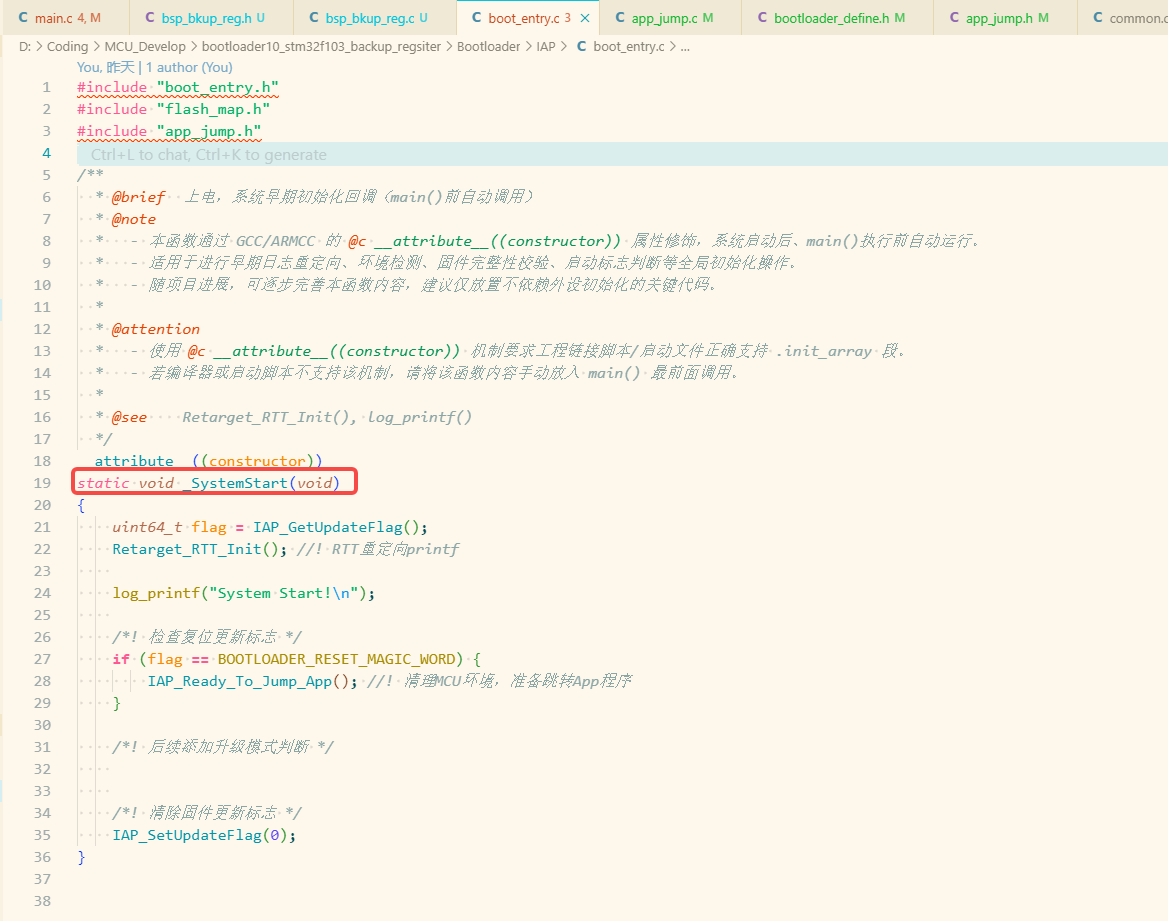 C main.c 4, M C bsp_bkup_reg.h U C bsp_bkup_reg.c U C boot_entry.c 3 × C app_jump.c M C bootloader_define.h M C app_jump.h M C common.c
D: > Coding > MCU_Develop > bootloader10_stm32f103_backup_regsiter > Bootloader > IAP > C boot_entry.c > ...
You, 昨天 | 1 author (You)
1 #include "boot_entry.h"
2 #include "flash_map.h"
3 #include "app_jump.h"
4 Ctrl+L to chat, Ctrl+K to generate
5 /**
6 * @brief 上电，系统早期初始化回调（main()前自动调用）
7 * @note
8 * - 本函数通过 GCC/ARMCC 的 @c __attribute__((constructor)) 属性修饰，系统启动后、main()执行前自动运行。
9 * - 适用于进行早期日志重定向、环境检测、固件完整性校验、启动标志判断等全局初始化操作。
10 * - 随项目进展，可逐步完善本函数内容，建议仅放置不依赖外设初始化的关键代码。
11 *
12 * @attention
13 * - 使用 @c __attribute__((constructor)) 机制要求工程链接脚本/启动文件正确支持 .init_array 段。
14 * - 若编译器或启动脚本不支持该机制，请将该函数内容手动放入 main() 最前面调用。
15 *
16 * @see Retarget_RTT_Init(), log_printf()
17 */
18 __attribute__((constructor))
19 static void _SystemStart(void)
20 {
21 uint64_t flag = IAP_GetUpdateFlag();
22 Retarget_RTT_Init(); //! RTT重定向printf
23
24 log_printf("System Start!\n");
25
26 /*! 检查复位更新标志 */
27 if (flag == BOOTLOADER_RESET_MAGIC_WORD) {
28 IAP_Ready_To_Jump_App(); //! 清理MCU环境，准备跳转App程序
29 }
30
31 /*! 后续添加升级模式判断 */
32
33
34 /*! 清除固件更新标志 */
35 IAP_SetUpdateFlag(0);
36 }
37
38